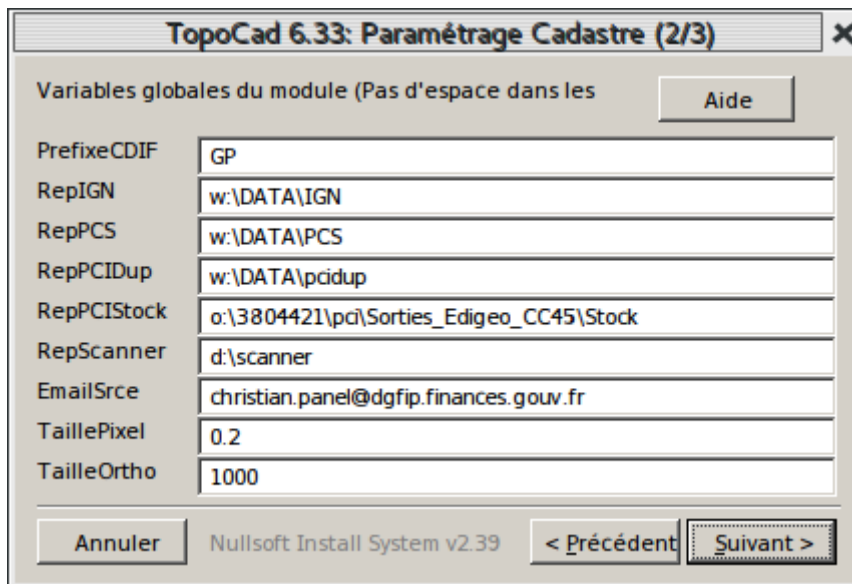 TopoCad 6.33: Paramétrage Cadastre (2/3)
Variables globales du module (Pas d'espace dans les
Aide
PrefixeCDIF GP
RepIGN w:\DATA\IGN
RepPCS w:\DATA\PCS
RepPCIDup w:\DATA\pcidup
RepPCIStock o:\3804421\pci\Sorties_Edigeo_CC45\Stock
RepScanner d:\scanner
EmailSrce christian.panel@dgfip.finances.gouv.fr
TaillePixel 0.2
TailleOrtho 1000
Annuler Nullsoft Install System v2.39 < Précédent Suivant >